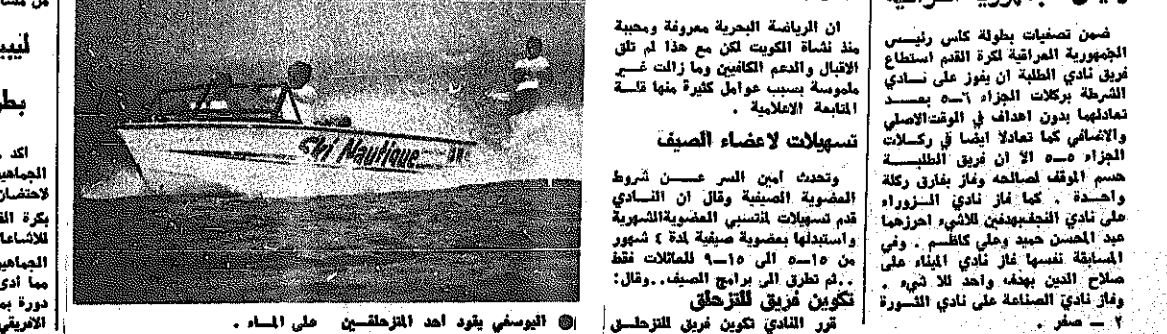 ضمن تصفيات بطولة كاس رئيس
الجمهورية العراقية لكرة القدم استطاع
فريق نادي الطلبة ان يفوز على نادي
الشرطة بركلات الجزاء ٦ــ٥ بعد
تعادلهما بدون اهداف في الوقت الاصلي
والاضافي كما تعادلا ايضا في ركلات
الجزاء ٥ــ٥ الا ان فريق الطلبة
حسم الموقف لصالحه وفاز بفارق ركلة
واحدة . كما فاز نادي الزوراء
على نادي النجف بهدفين للاشيء احرزهما
عبد المحسن حميد وعلي كاظم . وفي
المسابقة نفسها فاز نادي الميناء على
صلاح الدين بهدف واحد للا شيء .
وفاز نادي الصناعة على نادي الثورة
٢ ــ صفر .
ان الرياضة البحرية معروفة ومحببة
منذ نشاة الكويت لكن مع هذا لم تلق
الاقبال والدعم الكافيين وما زالت غير
ملموسة بسبب عوامل كثيرة منها قلة
المتابعة الاعلامية .
تسهيلات لاعضاء الصيف
وتحدث امين السر عن شروط
العضوية الصيفية وقال ان النادي
قدم تسهيلات لمنتسبي العضوية الشهرية
واستبدلها بعضوية صيفية لمدة ٤ شهور
من ١٥ــ٥ الى ١٥ــ٩ للعائلات فقط
..ثم تطرق الى برامج الصيف..وقال:
تكوين فريق للتزحلق
قرر النادي تكوين فريق للتزحلق
Ski Nautique
اليوسفي يقود احد المتزحلقين على الماء .
اكد
الجماهير
لاحتضان
بكرة
الجماهير
مما ادى
دورة
الافريقي